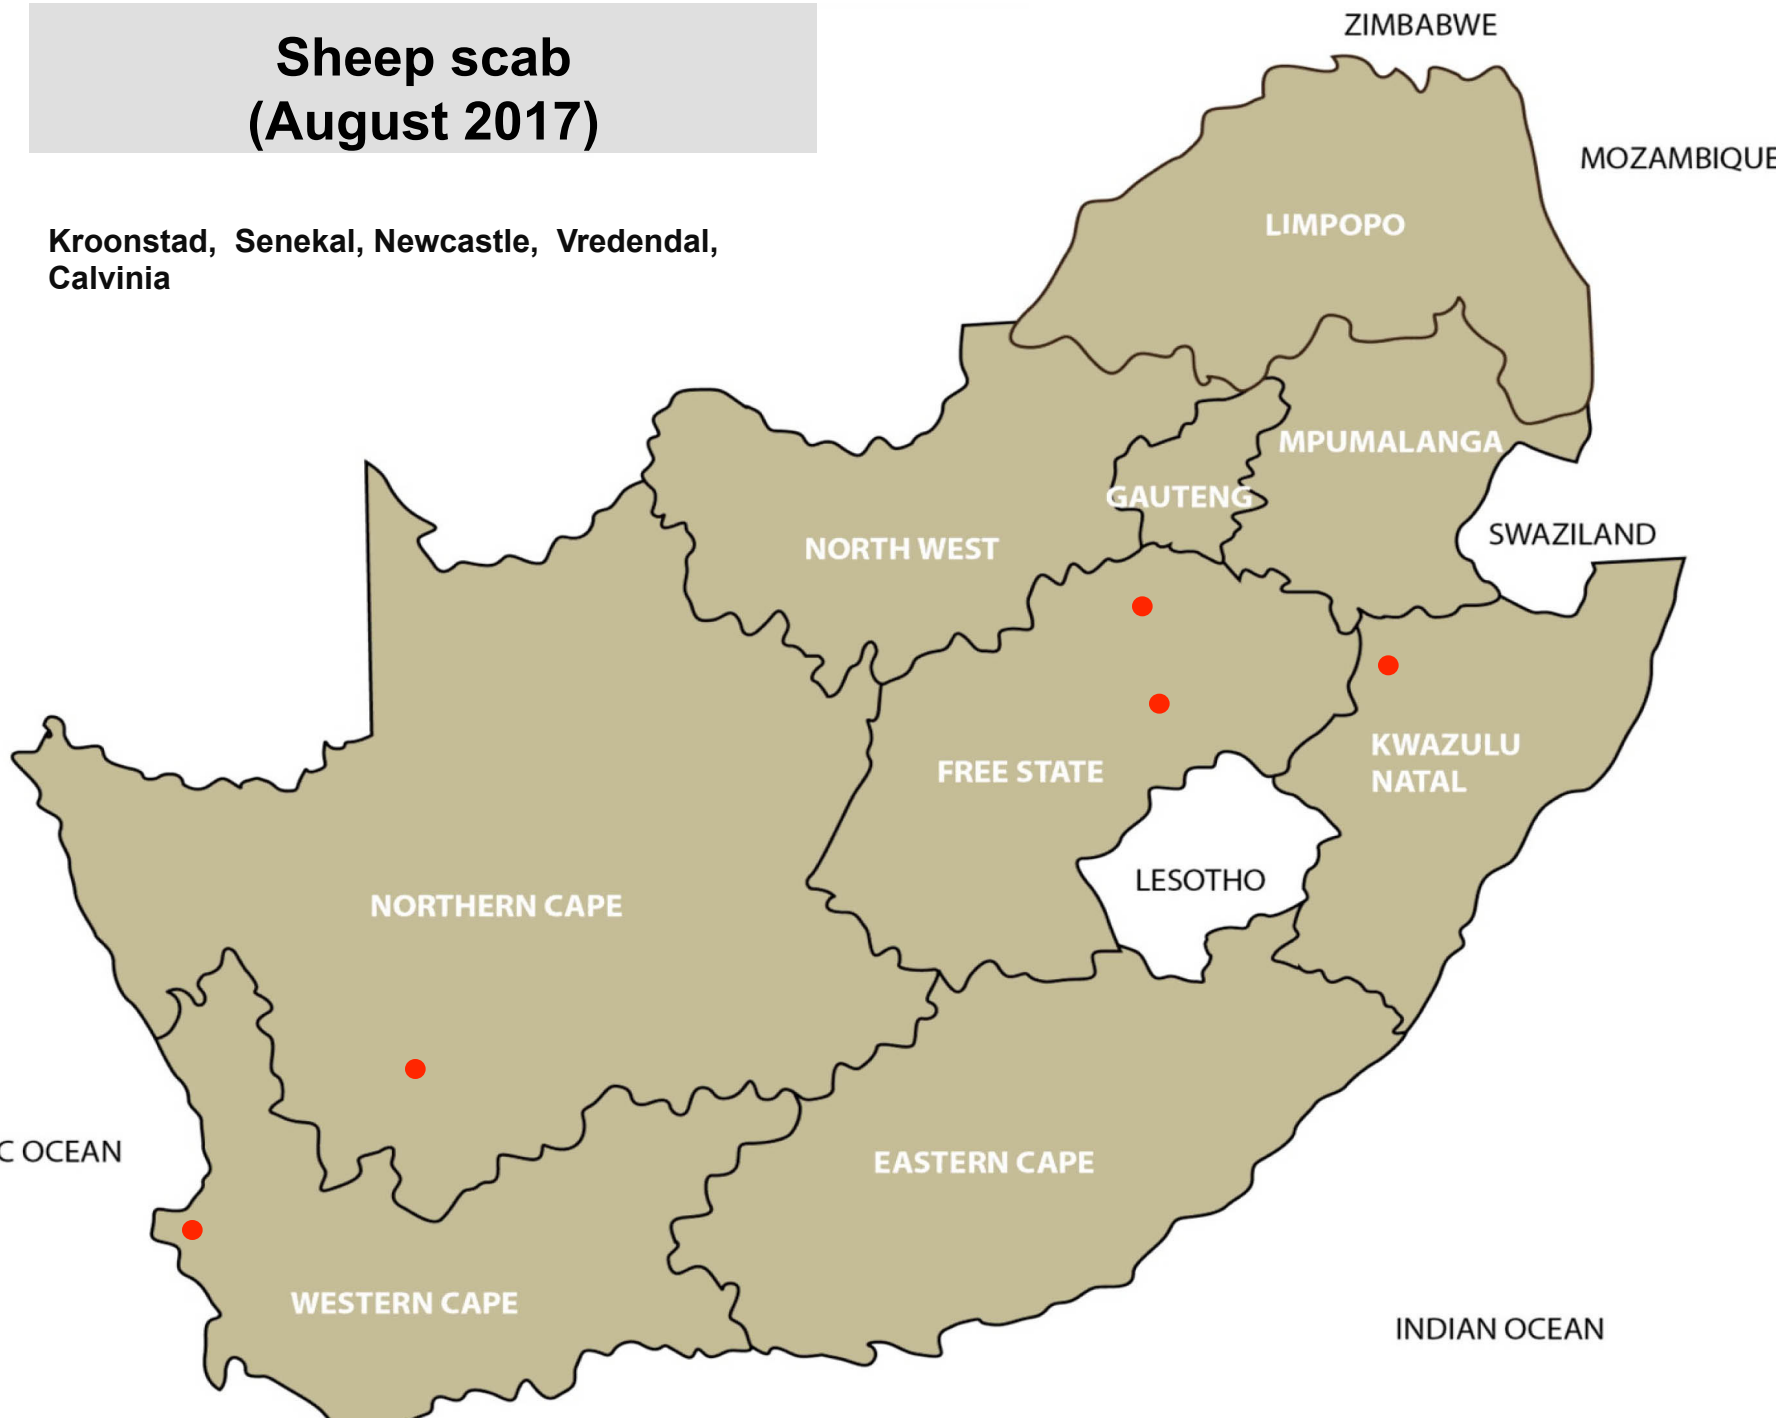 Sheep scab
(August 2017)
Kroonstad, Senekal, Newcastle, Vredendal,
Calvinia
ZIMBABWE
MOZAMBIQUE
LIMPOPO
MPUMALANGA
GAUTENG
SWAZILAND
NORTH WEST
KWAZULU
NATAL
FREE STATE
LESOTHO
NORTHERN CAPE
C OCEAN
EASTERN CAPE
WESTERN CAPE
INDIAN OCEAN